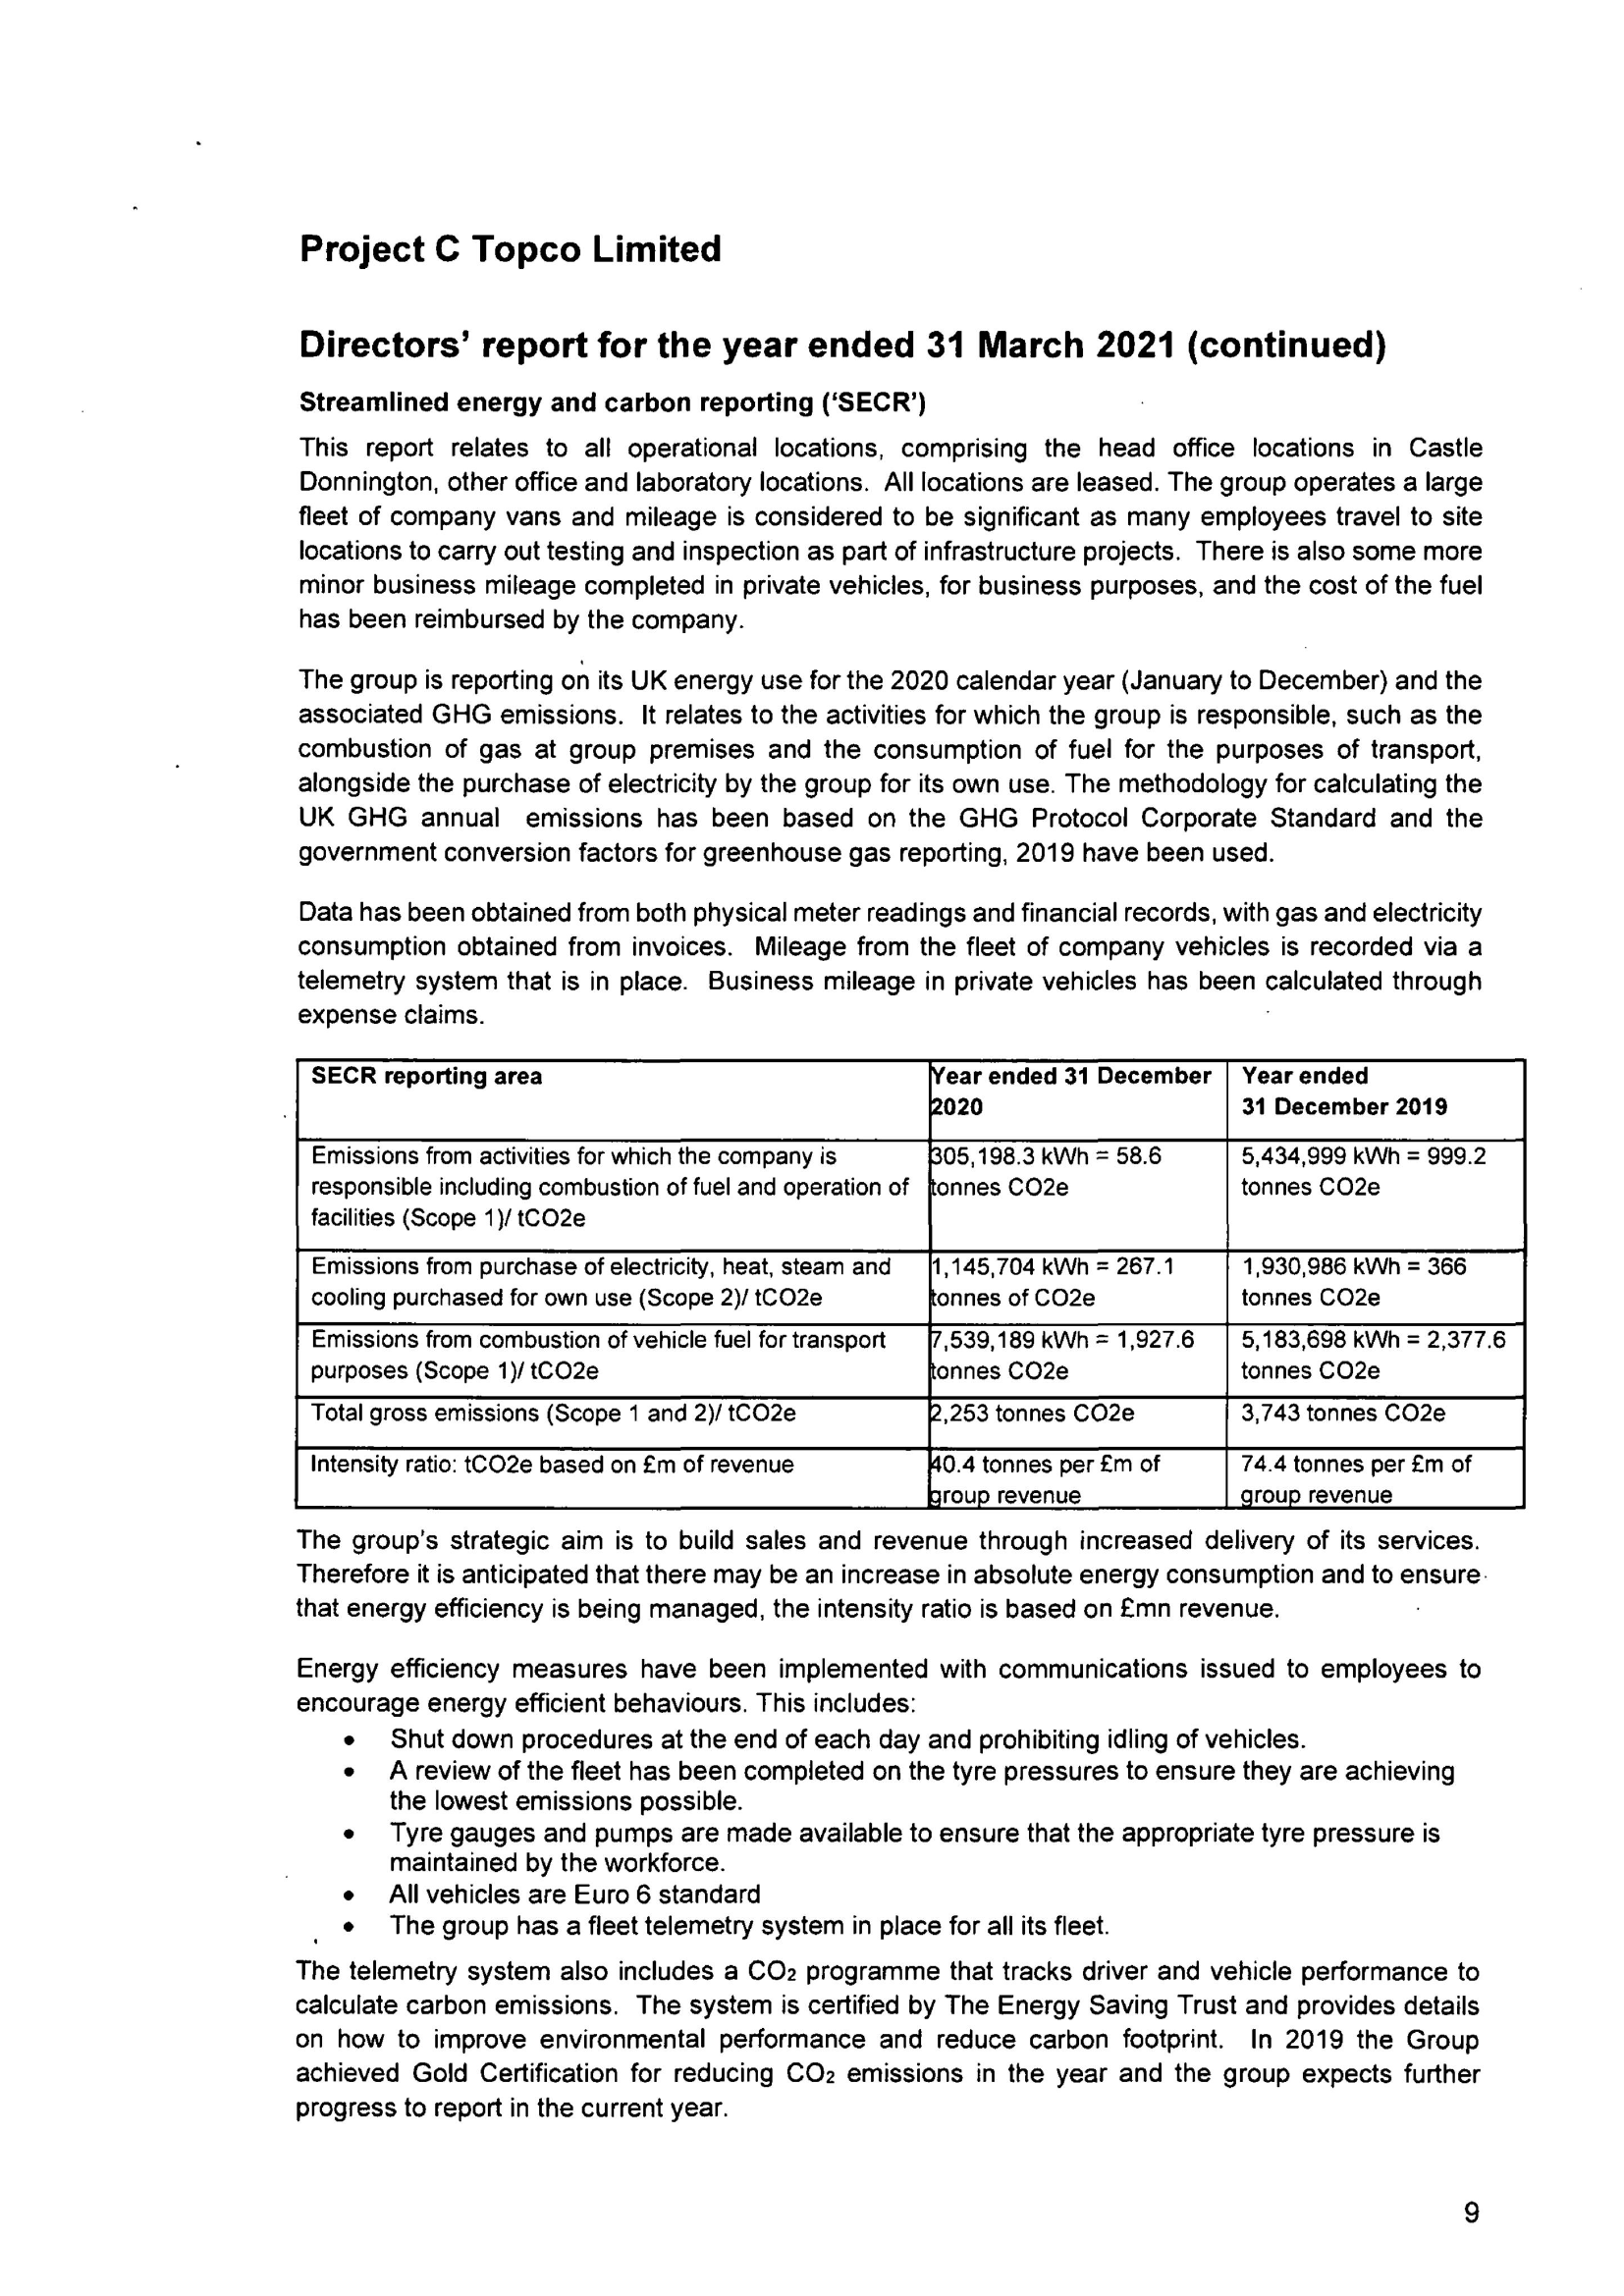 Project C Topco Limited
Directors' report for the year ended 31 March 2021 (continued)
Streamlined energy and carbon reporting ('SECR')
This report relates to all operational locations, comprising the head office locations in Castle
Donnington, other office and laboratory locations. All locations are leased. The group operates a large
fleet of company vans and mileage is considered to be significant as many employees travel to site
locations to carry out testing and inspection as part of infrastructure projects. There is also some more
minor business mileage completed in private vehicles, for business purposes, and the cost of the fuel
has been reimbursed by the company.
The group is reporting on its UK energy use for the 2020 calendar year (January to December) and the
associated GHG emissions. It relates to the activities for which the group is responsible, such as the
combustion of gas at group premises and the consumption of fuel for the purposes of transport,
alongside the purchase of electricity by the group for its own use. The methodology for calculating the
UK GHG annual emissions has been based on the GHG Protocol Corporate Standard and the
government conversion factors for greenhouse gas reporting, 2019 have been used.
Data has been obtained from both physical meter readings and financial records, with gas and electricity
consumption obtained from invoices. Mileage from the fleet of company vehicles is recorded via a
telemetry system that is in place. Business mileage in private vehicles has been calculated through
expense claims.
SECR reporting area
Year ended 31 December
2020
Year ended
31 December 2019
Emissions from activities for which the company is
responsible including combustion of fuel and operation of
facilities (Scope 1)/ tCO2e
305,198.3 kWh = 58.6
tonnes CO2e
5,434,999 kWh = 999.2
tonnes CO2e
Emissions from purchase of electricity, heat, steam and
cooling purchased for own use (Scope 2)/ tCO2e
1,145,704 kWh = 267.1
tonnes of CO2e
1,930,986 kWh = 366
tonnes CO2e
Emissions from combustion of vehicle fuel for transport
purposes (Scope 1)/ tCO2e
7,539,189 kWh = 1,927.6
tonnes CO2e
5,183,698 kWh = 2,377.6
tonnes CO2e
Total gross emissions (Scope 1 and 2)/ tCO2e
2,253 tonnes CO2e
3,743 tonnes CO2e
Intensity ratio: tCO2e based on £m of revenue
40.4 tonnes per £m of
group revenue
74.4 tonnes per £m of
group revenue
The group's strategic aim is to build sales and revenue through increased delivery of its services.
Therefore it is anticipated that there may be an increase in absolute energy consumption and to ensure
that energy efficiency is being managed, the intensity ratio is based on £mn revenue.
Energy efficiency measures have been implemented with communications issued to employees to
encourage energy efficient behaviours. This includes:
• Shut down procedures at the end of each day and prohibiting idling of vehicles.
• A review of the fleet has been completed on the tyre pressures to ensure they are achieving
the lowest emissions possible.
• Tyre gauges and pumps are made available to ensure that the appropriate tyre pressure is
maintained by the workforce.
• All vehicles are Euro 6 standard
• The group has a fleet telemetry system in place for all its fleet.
The telemetry system also includes a CO2 programme that tracks driver and vehicle performance to
calculate carbon emissions. The system is certified by The Energy Saving Trust and provides details
on how to improve environmental performance and reduce carbon footprint. In 2019 the Group
achieved Gold Certification for reducing CO2 emissions in the year and the group expects further
progress to report in the current year.
9